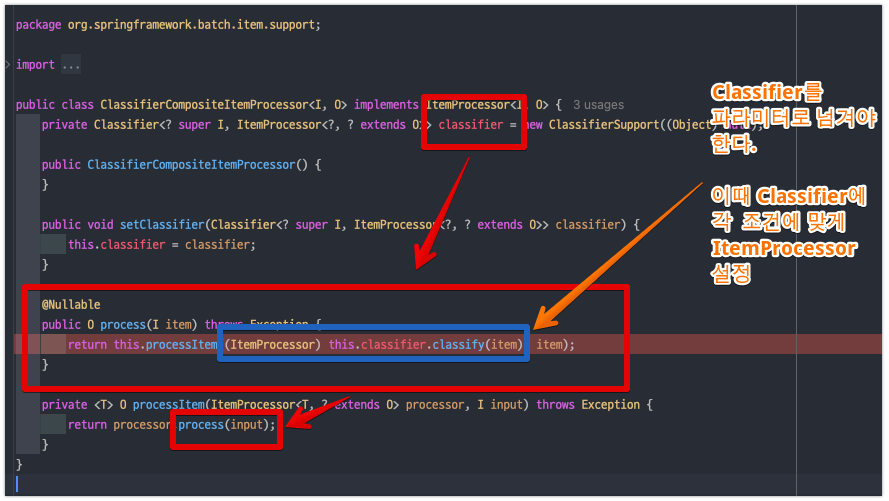 package org.springframework.batch.item.support;
import ...
public class ClassifierCompositeItemProcessor<I, O> implements ItemProcessor<I, O> { 3 usages
private Classifier<? super I, ItemProcessor<?, ? extends O>> classifier = new ClassifierSupport((Object)
public ClassifierCompositeItemProcessor() {
}
public void setClassifier(Classifier<? super I, ItemProcessor<?, ? extends O>> classifier) {
this.classifier = classifier;
}
@Nullable
public O process(I item) throws Exception {
return this.processItem((ItemProcessor) this.classifier.classify(item), item);
}
private <T> O processItem(ItemProcessor<T, ? extends O> processor, I input) throws Exception {
return processor.process(input);
}
}
Classifier를
파라미터로 넘겨야
한다.
이때 Classifier에
각 조건에 맞게
ItemProcessor
설정